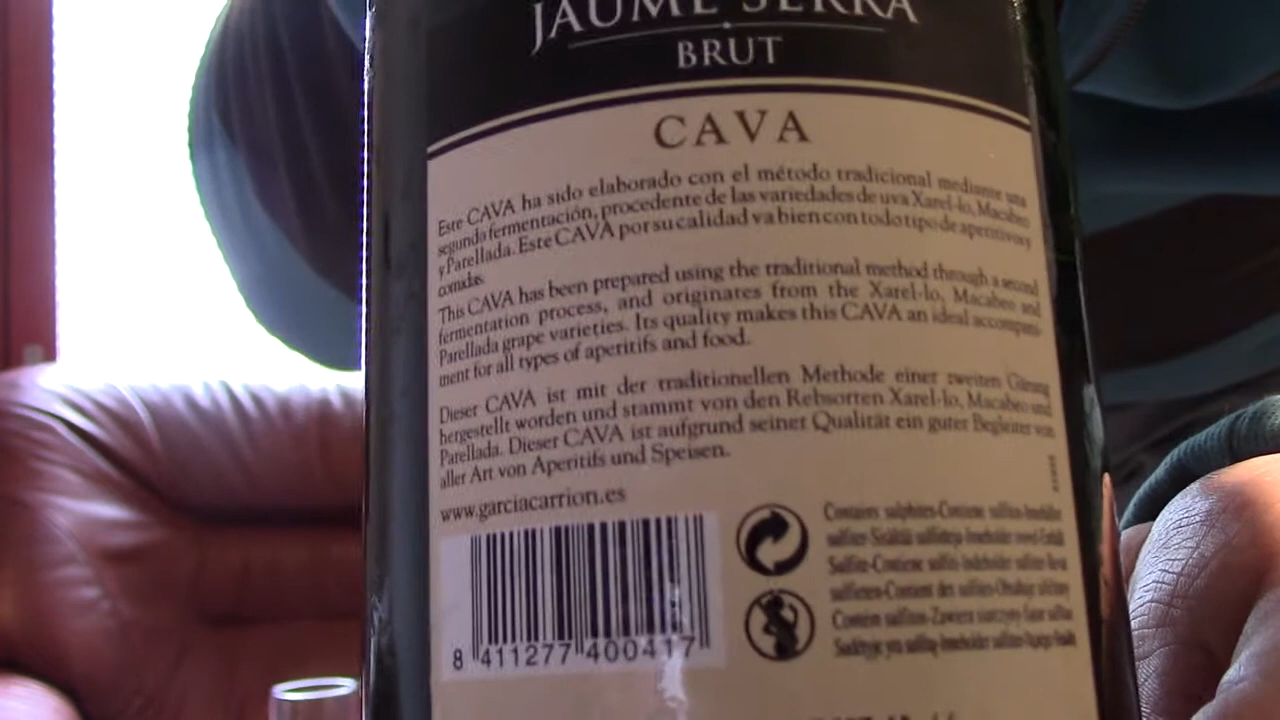 JAUME SERRA
BRUT
CAVA
Este CAVA ha sido elaborado con el método tradicional mediante una
segunda fermentación, procedente de las variedades de uva Xarel-lo, Macabeo
y Parellada. Este CAVA por su calidad va bien con todo tipo de aperitivos y
comidas.
This CAVA has been prepared using the traditional method through a second
fermentation process, and originates from the Xarel-lo, Macabeo and
Parellada grape varieties. Its quality makes this CAVA an ideal accompani-
ment for all types of aperitifs and food.
Dieser CAVA ist mit der traditionellen Methode einer zweiten Gärung
hergestellt worden und stammt von den Rebsorten Xarel-lo, Macabeo und
Parellada. Dieser CAVA ist aufgrund seiner Qualität ein guter Begleiter von
aller Art von Aperitifs und Speisen.
www.garciacarrion.es
Contains sulphites-Contiene
8 411277 400417